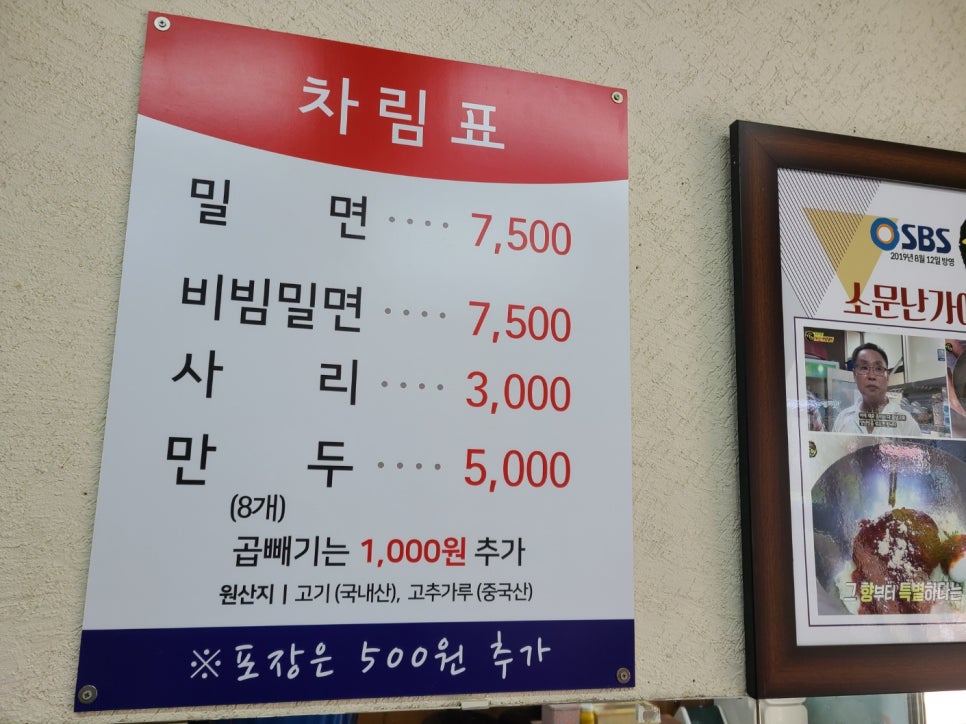 차림표
밀면 ···· 7,500
비빔밀면 ···· 7,500
사리 ···· 3,000
만두 ···· 5,000
(8개)
곱빼기는 1,000원 추가
원산지 | 고기 (국내산), 고추가루 (중국산)
※ 포장은 500원 추가
SBS
2019년 8월 12일 방영
소문난가
그 향부터 특별하다는